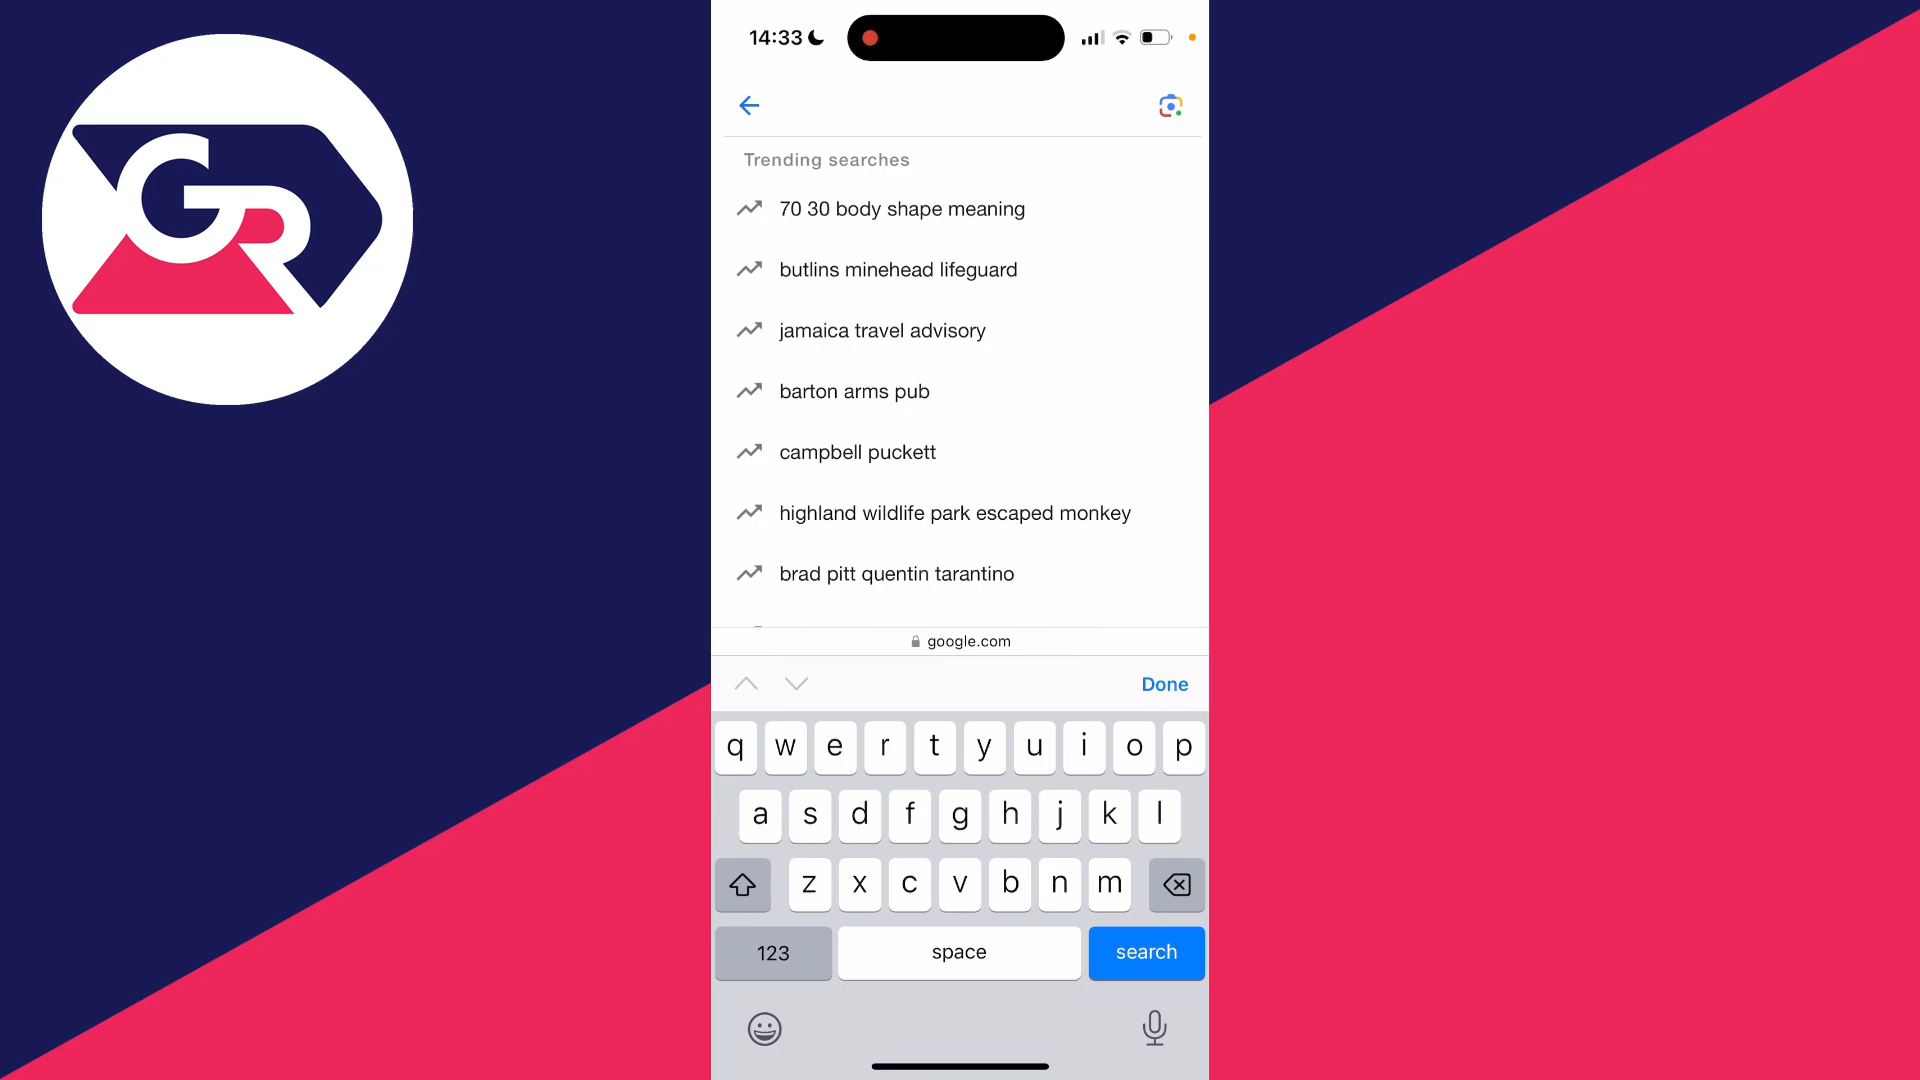 GR
14:33
Trending searches
70 30 body shape meaning
butlins minehead lifeguard
jamaica travel advisory
barton arms pub
campbell puckett
highland wildlife park escaped monkey
brad pitt quentin tarantino
google.com
Done
q w e r t y u i o p
a s d f g h j k l
z x c v b n m
123 space search